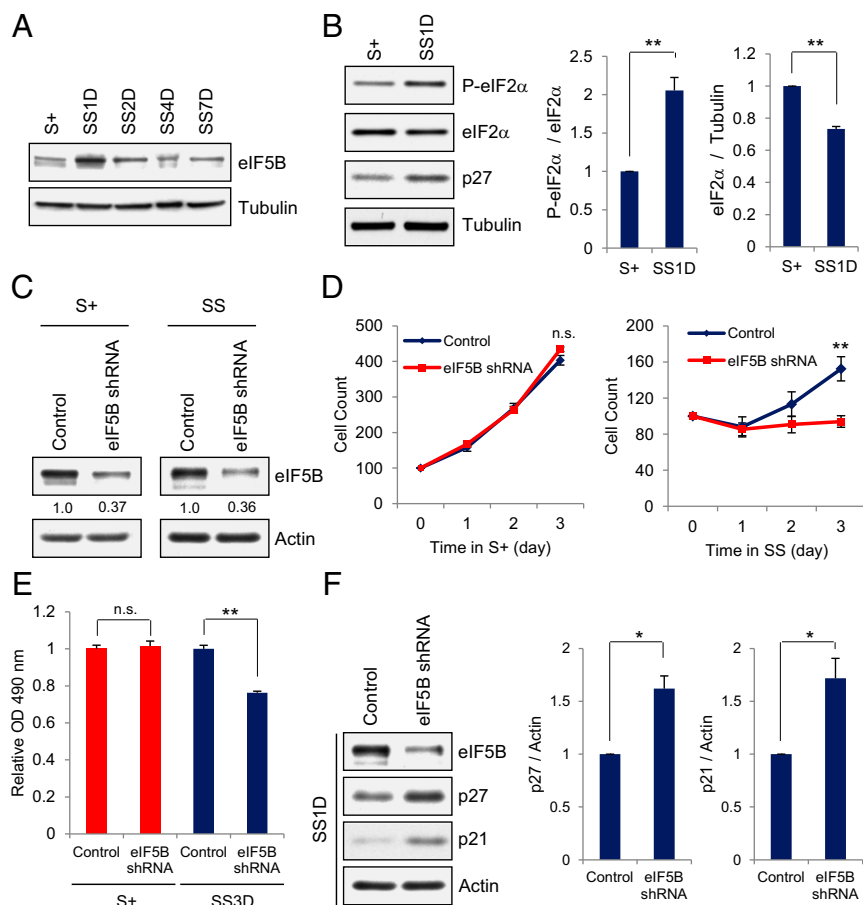 A
S+
SS1D
SS2D
SS4D
SS7D
eIF5B
Tubulin
B
S+
SS1D
P-eIF2α
eIF2α
p27
Tubulin
P-eIF2α / eIF2α
2.5
2
1.5
1
0.5
0
**
S+ SS1D
eIF2α / Tubulin
1.2
1
0.8
0.6
0.4
0.2
0
**
S+ SS1D
C
S+
SS
Control
eIF5B shRNA
Control
eIF5B shRNA
eIF5B
1.0 0.37 1.0 0.36
Actin
D
Cell Count
500
400
300
200
100
0
Control
eIF5B shRNA
n.s.
0 1 2 3
Time in S+ (day)
Cell Count
200
160
120
80
40
0
Control
eIF5B shRNA
**
0 1 2 3
Time in SS (day)
E
Relative OD 490 nm
1.2
1
0.8
0.6
0.4
0.2
0
n.s.
**
Control eIF5B shRNA Control eIF5B shRNA
S+ SS3D
F
Control
eIF5B shRNA
SS1D
eIF5B
p27
p21
Actin
p27 / Actin
2
1.5
1
0.5
0
*
Control eIF5B shRNA
p21 / Actin
2
1.5
1
0.5
0
*
Control eIF5B shRNA